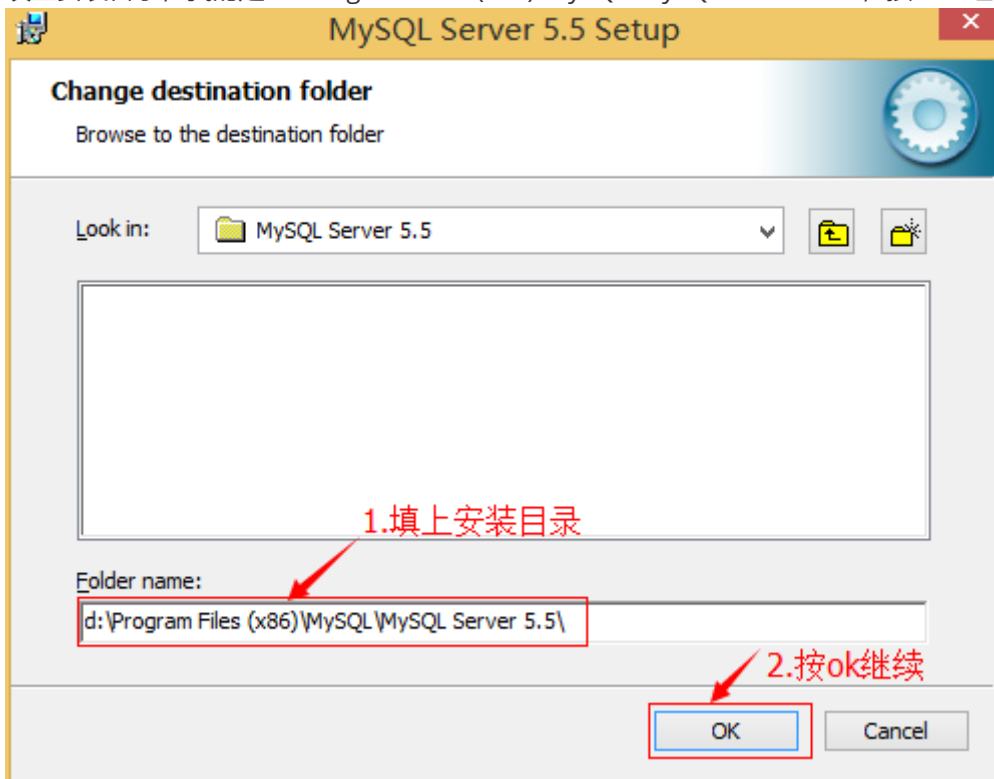 MySQL Server 5.5 Setup
Change destination folder
Browse to the destination folder
Look in:
MySQL Server 5.5
1.填上安装目录
Folder name:
d:\Program Files (x86)\MySQL\MySQL Server 5.5\
2.按ok继续
OK Cancel